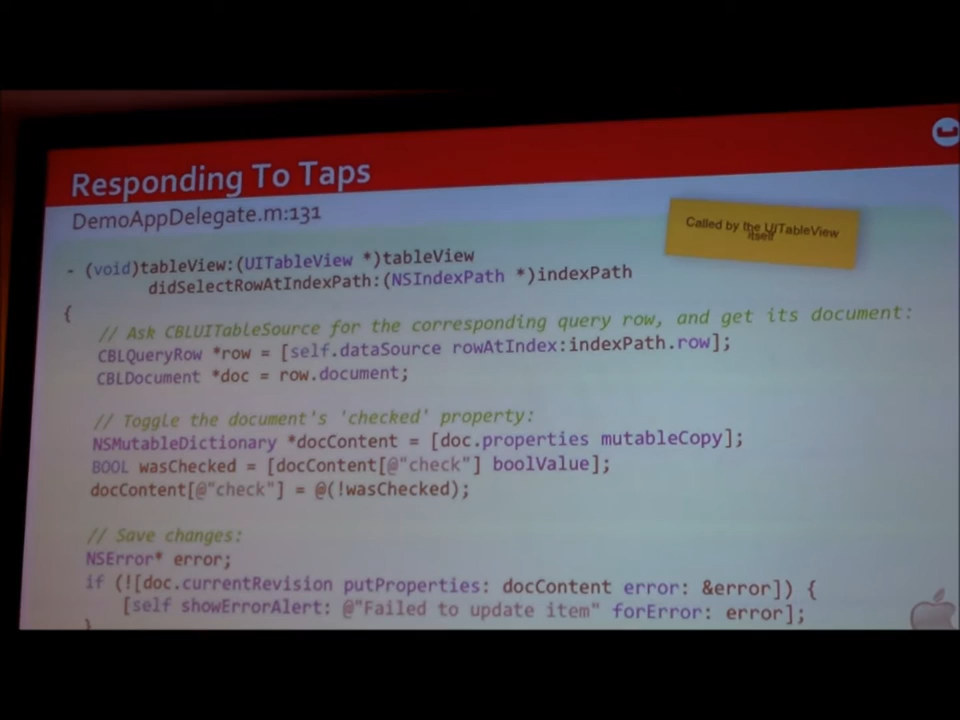 Responding To Taps
DemoAppDelegate.m:131
Called by the UITableView
itself
- (void)tableView:(UITableView *)tableView
didSelectRowAtIndexPath:(NSIndexPath *)indexPath
{
// Ask CBLUITableSource for the corresponding query row, and get its document:
CBLQueryRow *row = [self.dataSource rowAtIndex:indexPath.row];
CBLDocument *doc = row.document;
// Toggle the document's 'checked' property:
NSMutableDictionary *docContent = [doc.properties mutableCopy];
BOOL wasChecked = [docContent[@"check"] boolValue];
docContent[@"check"] = @(!wasChecked);
// Save changes:
NSError* error;
if (![doc.currentRevision putProperties: docContent error: &error]) {
[self showErrorAlert: @"Failed to update item" forError: error];
}